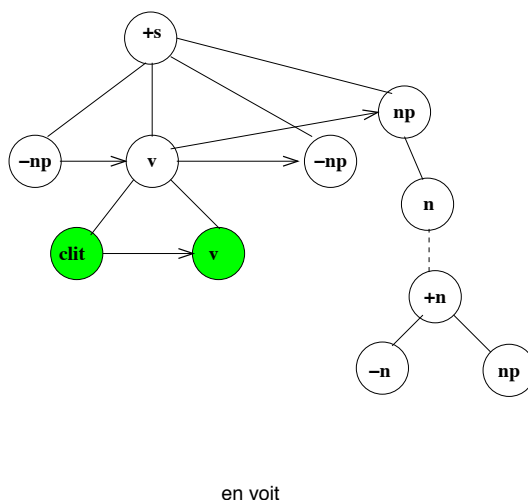 +s
np
−np v −np
n
clit v
+n
−n np
en voit